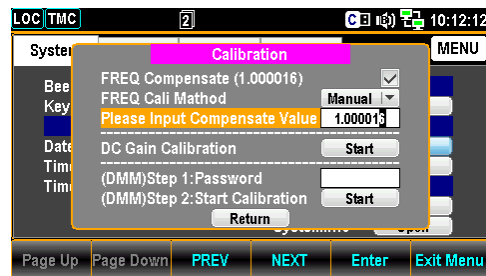 LOC TMC 2 C 10:12:12
System MENU
Calibration
FREQ Compensate (1.000016)
Bee
FREQ Cali Method Manual
Key
Please Input Compensate Value 1.000016
Date
DC Gain Calibration Start
Tim
(DMM)Step 1:Password
Tim
(DMM)Step 2:Start Calibration Start
Return
Page Up Page Down PREV NEXT Enter Exit Menu